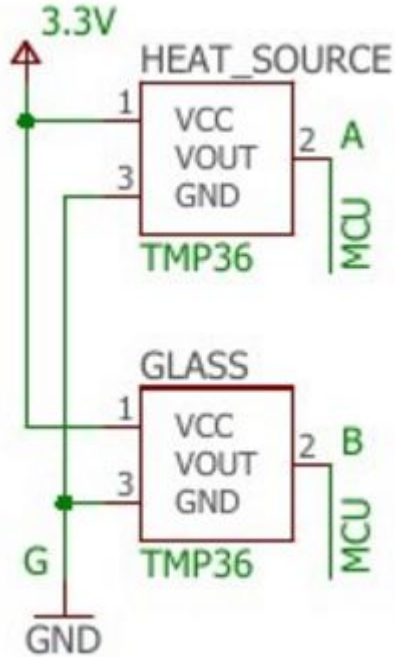 3.3V
HEAT_SOURCE
1
VCC
VOUT
2
A
3
GND
MCU
TMP36
GLASS
1
VCC
VOUT
2
B
3
GND
MCU
TMP36
G
GND